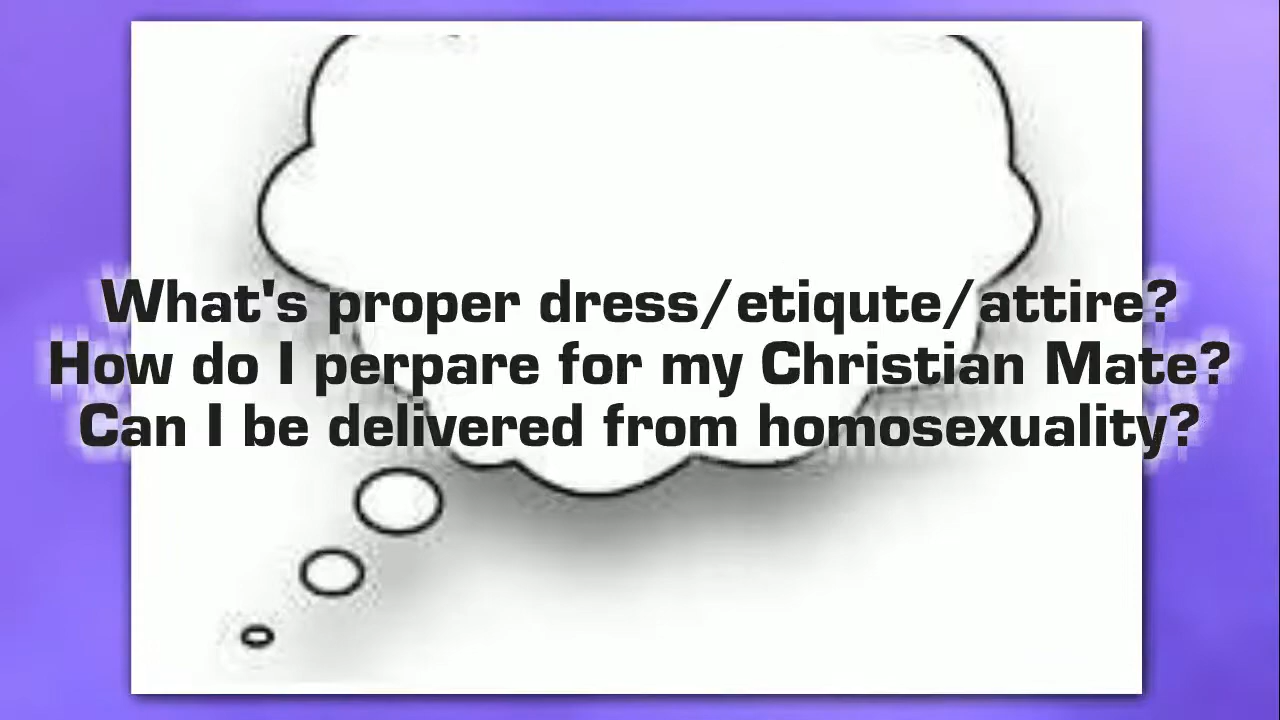 What's proper dress/etiqute/attire?
How do I perpare for my Christian Mate?
Can I be delivered from homosexuality?